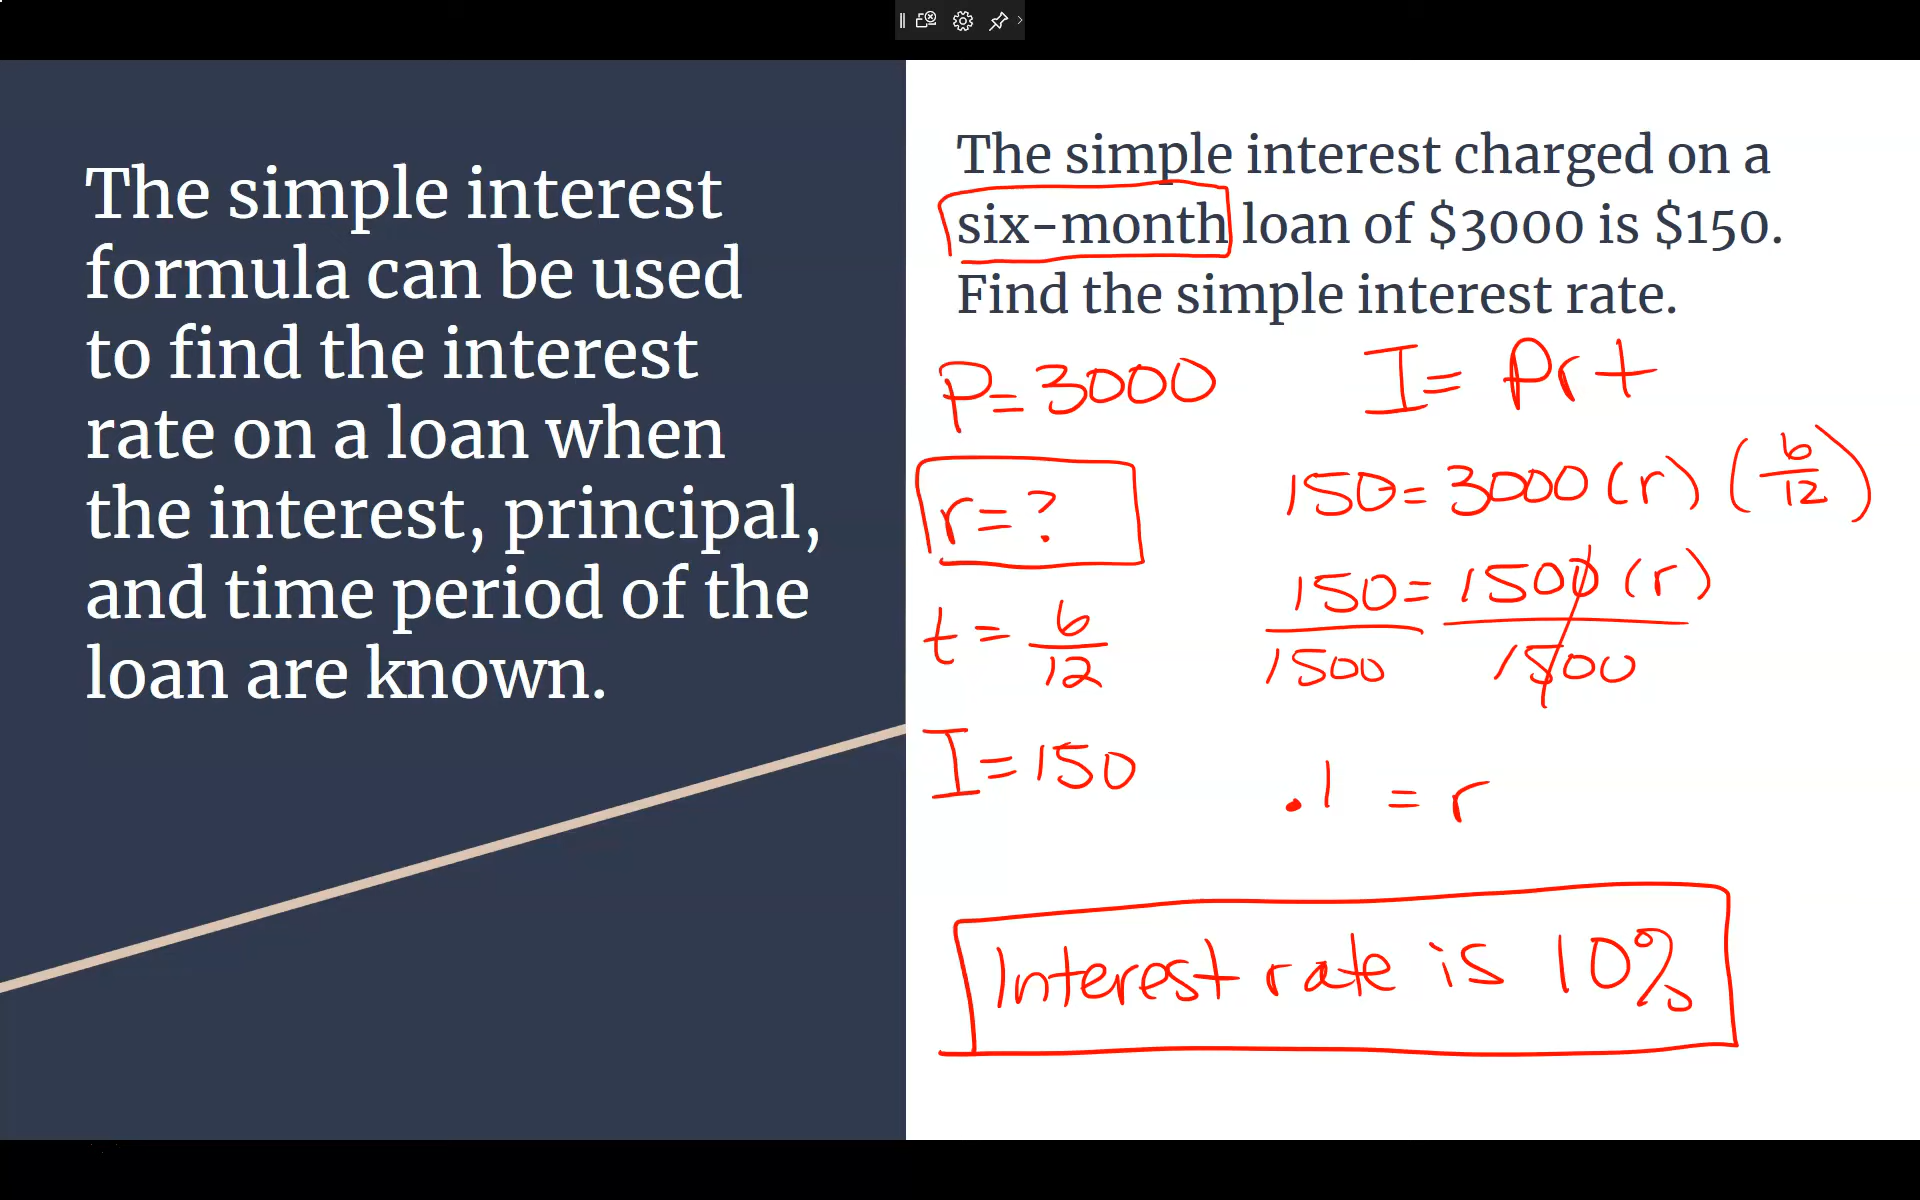 The simple interest
formula can be used
to find the interest
rate on a loan when
the interest, principal,
and time period of the
loan are known.
The simple interest charged on a
six-month loan of $3000 is $150.
Find the simple interest rate.
P = 3000
r = ?
t = 6/12
I = 150
I = Prt
150 = 3000 (r) (6/12)
150 = 1500 (r)
1500 1500
.1 = r
Interest rate is 10%